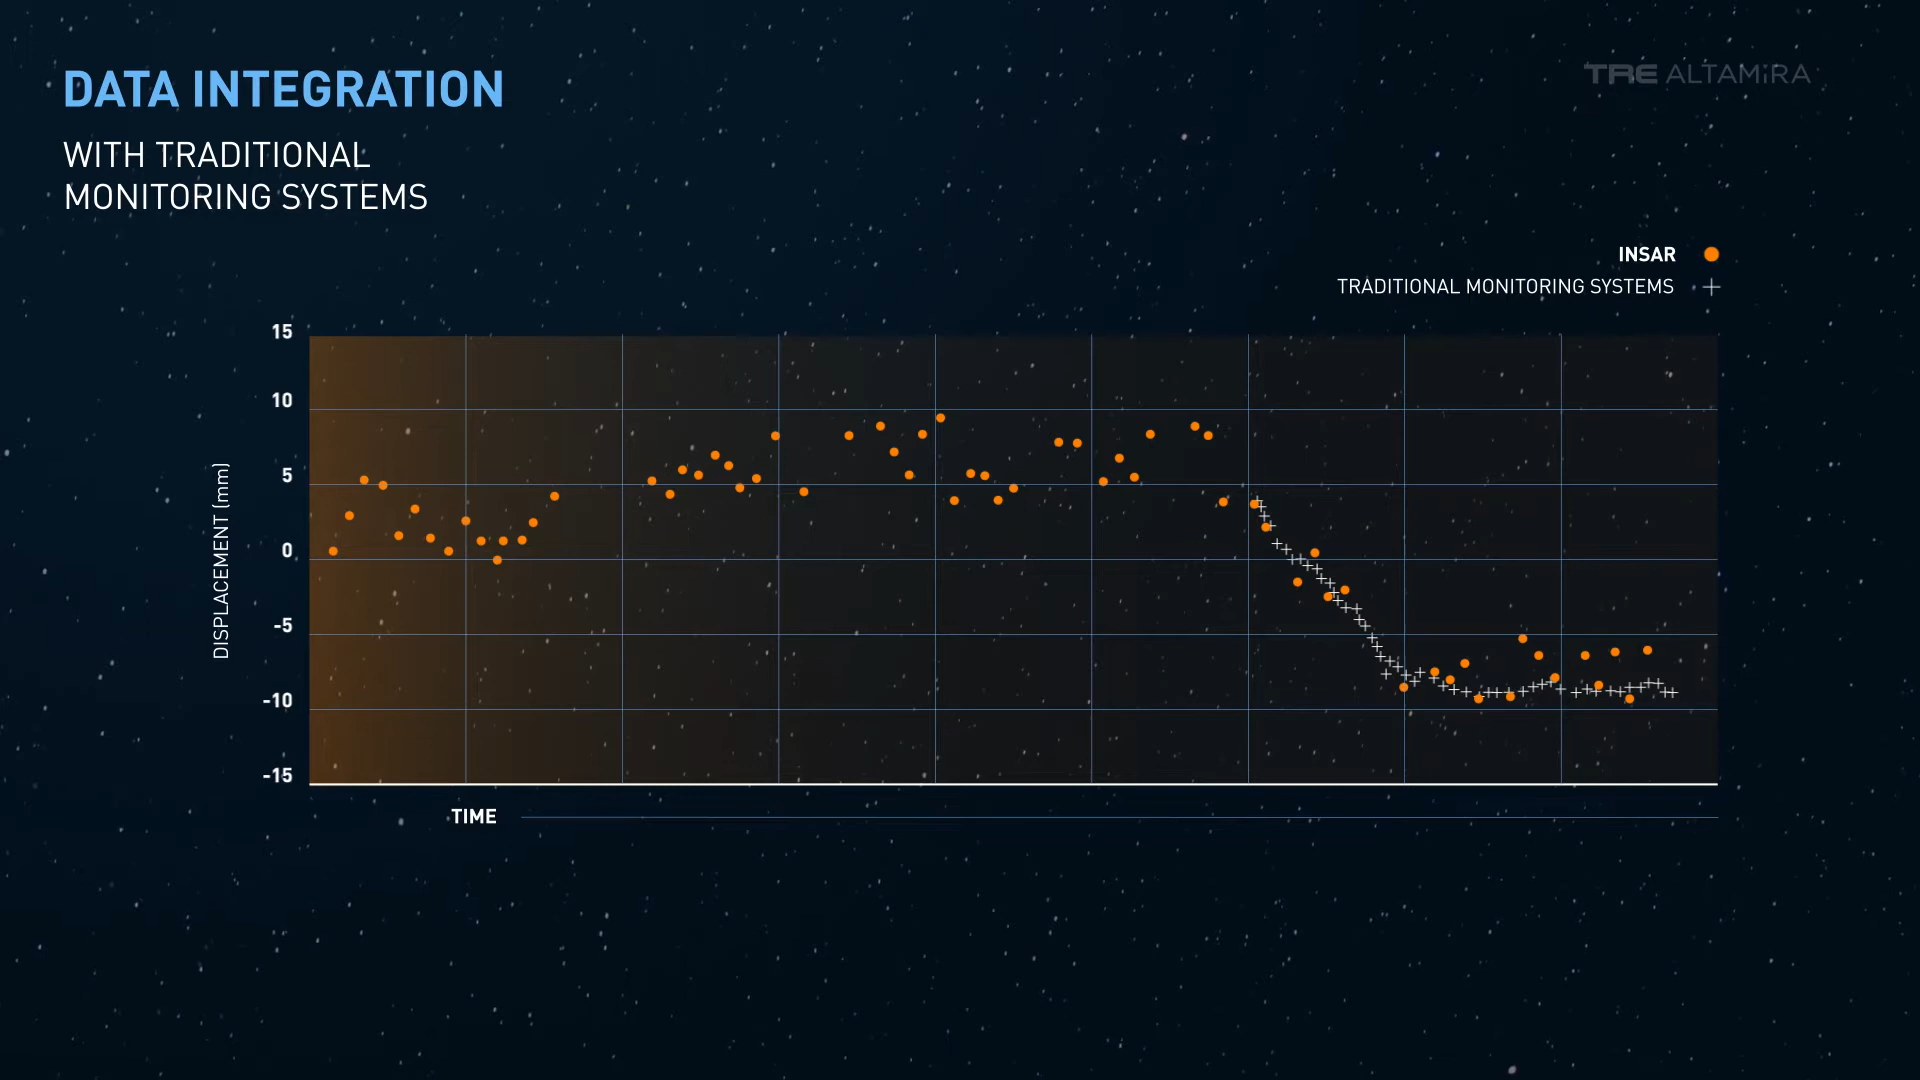 DATA INTEGRATION
WITH TRADITIONAL
MONITORING SYSTEMS
TRE ALTAMiRA
INSAR
TRADITIONAL MONITORING SYSTEMS
15
10
5
0
-5
-10
-15
DISPLACEMENT (mm)
TIME